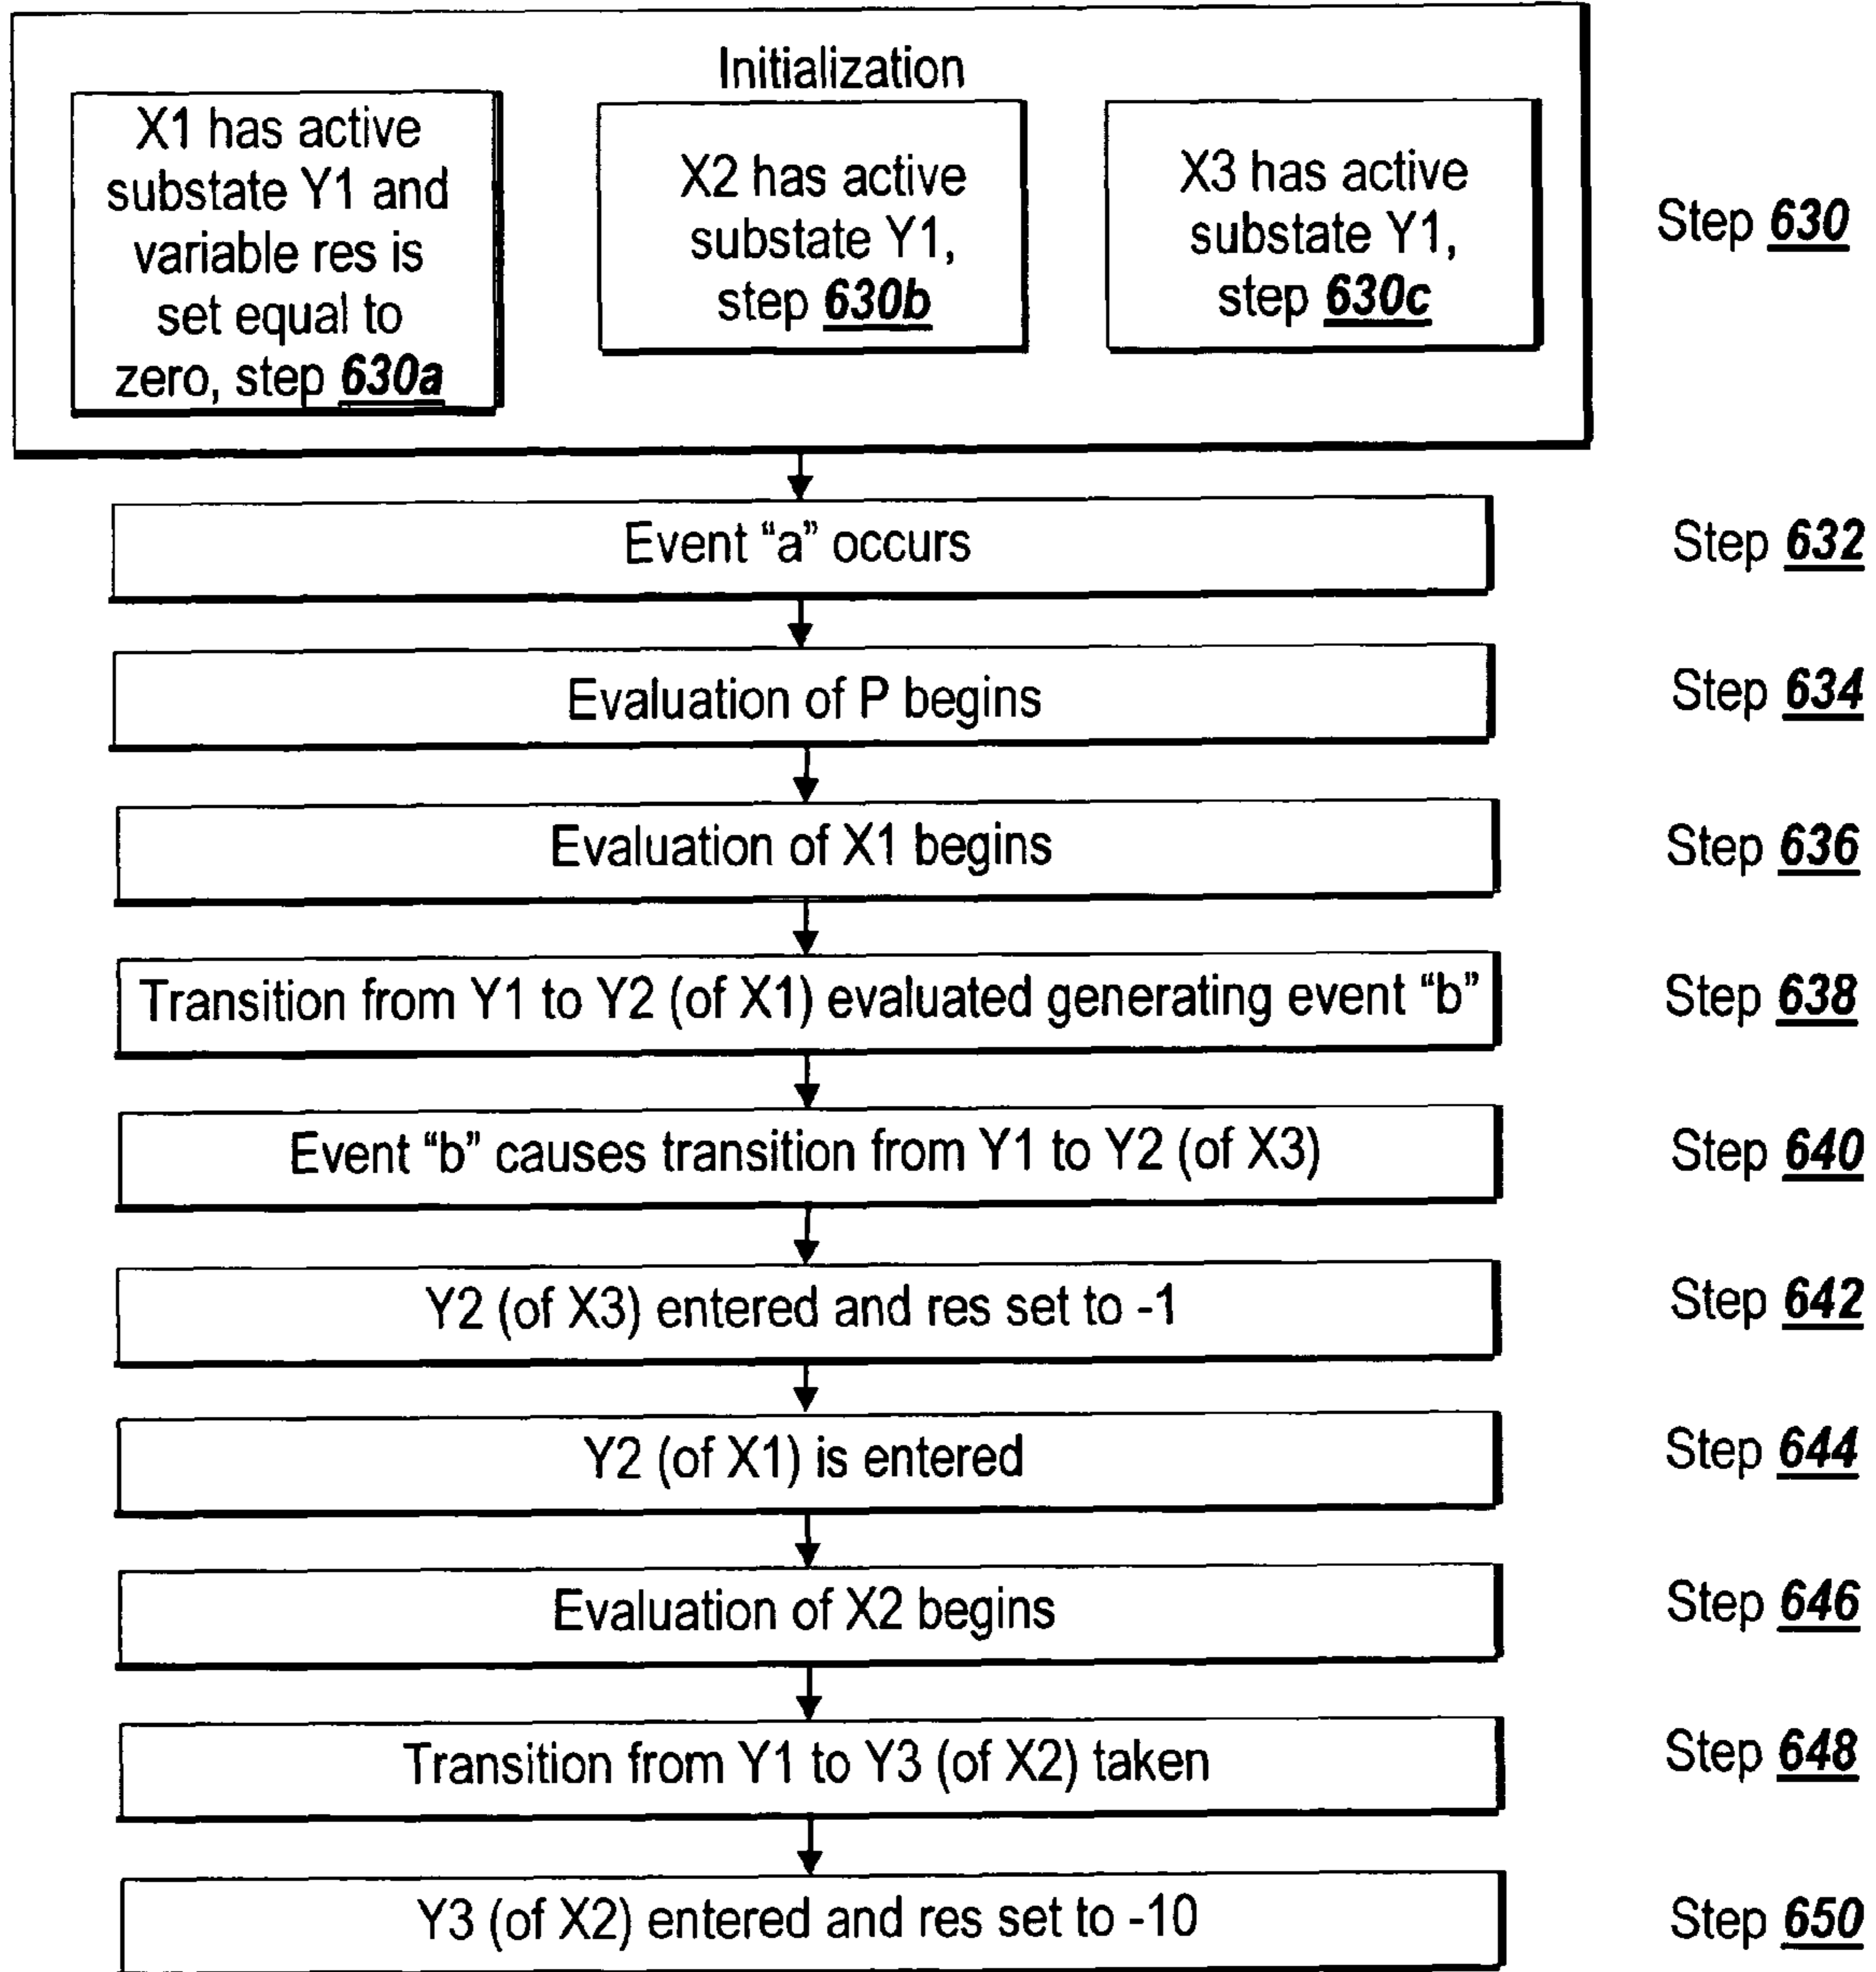 Initialization
X1 has active
substate Y1 and
variable res is
set equal to
zero, step 630a
X2 has active
substate Y1,
step 630b
X3 has active
substate Y1,
step 630c
Step 630
Event “a” occurs
Step 632
Evaluation of P begins
Step 634
Evaluation of X1 begins
Step 636
Transition from Y1 to Y2 (of X1) evaluated generating event “b”
Step 638
Event “b” causes transition from Y1 to Y2 (of X3)
Step 640
Y2 (of X3) entered and res set to -1
Step 642
Y2 (of X1) is entered
Step 644
Evaluation of X2 begins
Step 646
Transition from Y1 to Y3 (of X2) taken
Step 648
Y3 (of X2) entered and res set to -10
Step 650